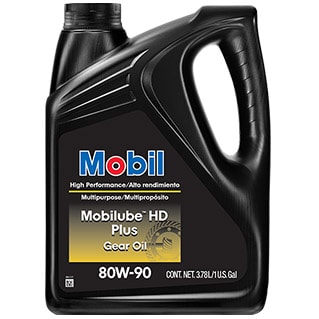 Mobil
High Performance/Alto rendimiento
Multipurpose/Multipropósito
Mobilube™ HD
Plus
Gear Oil
80W-90 CONT. NET. 3.78L/1 U.S. Gal